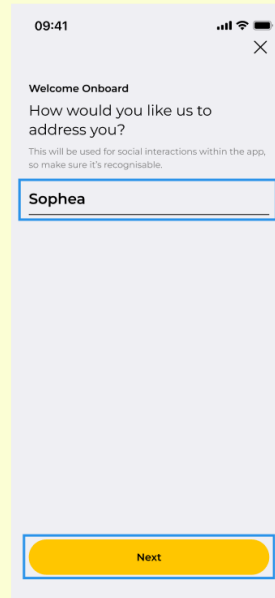 09:41
Welcome Onboard
How would you like us to
address you?
This will be used for social interactions within the app,
so make sure it's recognisable.
Sophea
Next